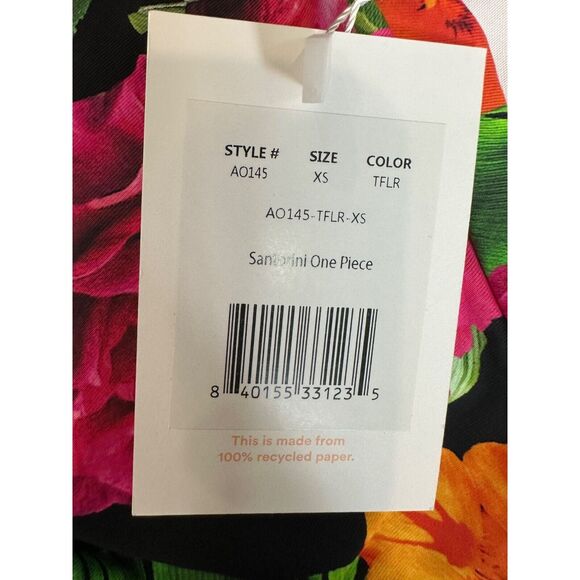 STYLE # SIZE COLOR
AO145 XS TFLR
AO145-TFLR-XS
Santorini One Piece
8 40155 33123 5
This is made from
100% recycled paper.